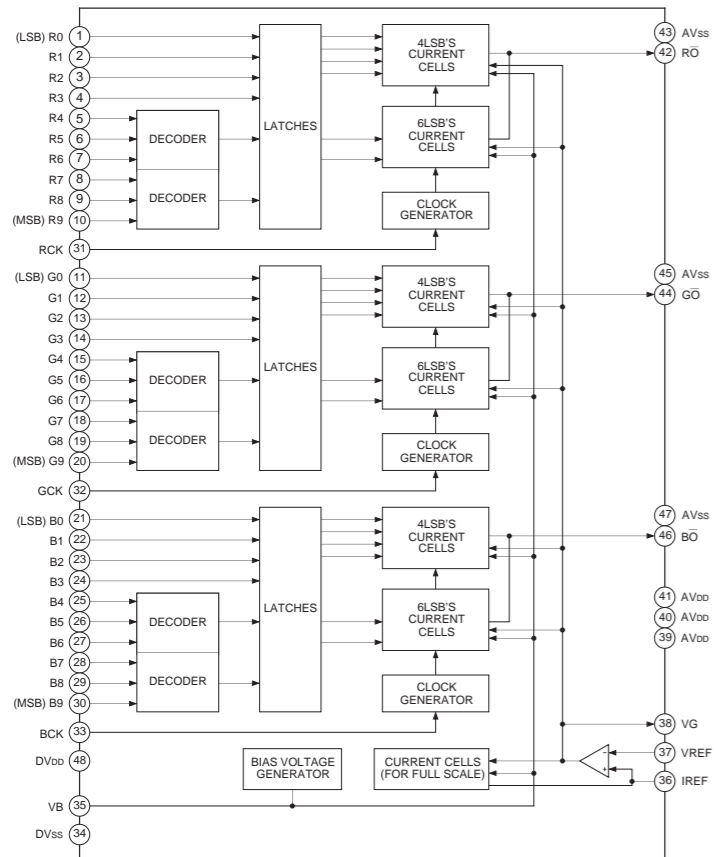 (LSB) R0 1
R1 2
R2 3
R3 4
R4 5
R5 6
R6 7
R7 8
R8 9
(MSB) R9 10
RCK 31
DECODER
DECODER
LATCHES
4LSB'S
CURRENT
CELLS
6LSB'S
CURRENT
CELLS
CLOCK
GENERATOR
43 AVss
42 RO̅
(LSB) G0 11
G1 12
G2 13
G3 14
G4 15
G5 16
G6 17
G7 18
G8 19
(MSB) G9 20
GCK 32
DECODER
DECODER
LATCHES
4LSB'S
CURRENT
CELLS
6LSB'S
CURRENT
CELLS
CLOCK
GENERATOR
45 AVss
44 GO̅
(LSB) B0 21
B1 22
B2 23
B3 24
B4 25
B5 26
B6 27
B7 28
B8 29
(MSB) B9 30
BCK 33
DECODER
DECODER
LATCHES
4LSB'S
CURRENT
CELLS
6LSB'S
CURRENT
CELLS
CLOCK
GENERATOR
47 AVss
46 BO̅
41 AVDD
40 AVDD
39 AVDD
38 VG
37 VREF
36 IREF
DVDD 48
VB 35
DVss 34
BIAS VOLTAGE
GENERATOR
CURRENT CELLS
(FOR FULL SCALE)
−
+